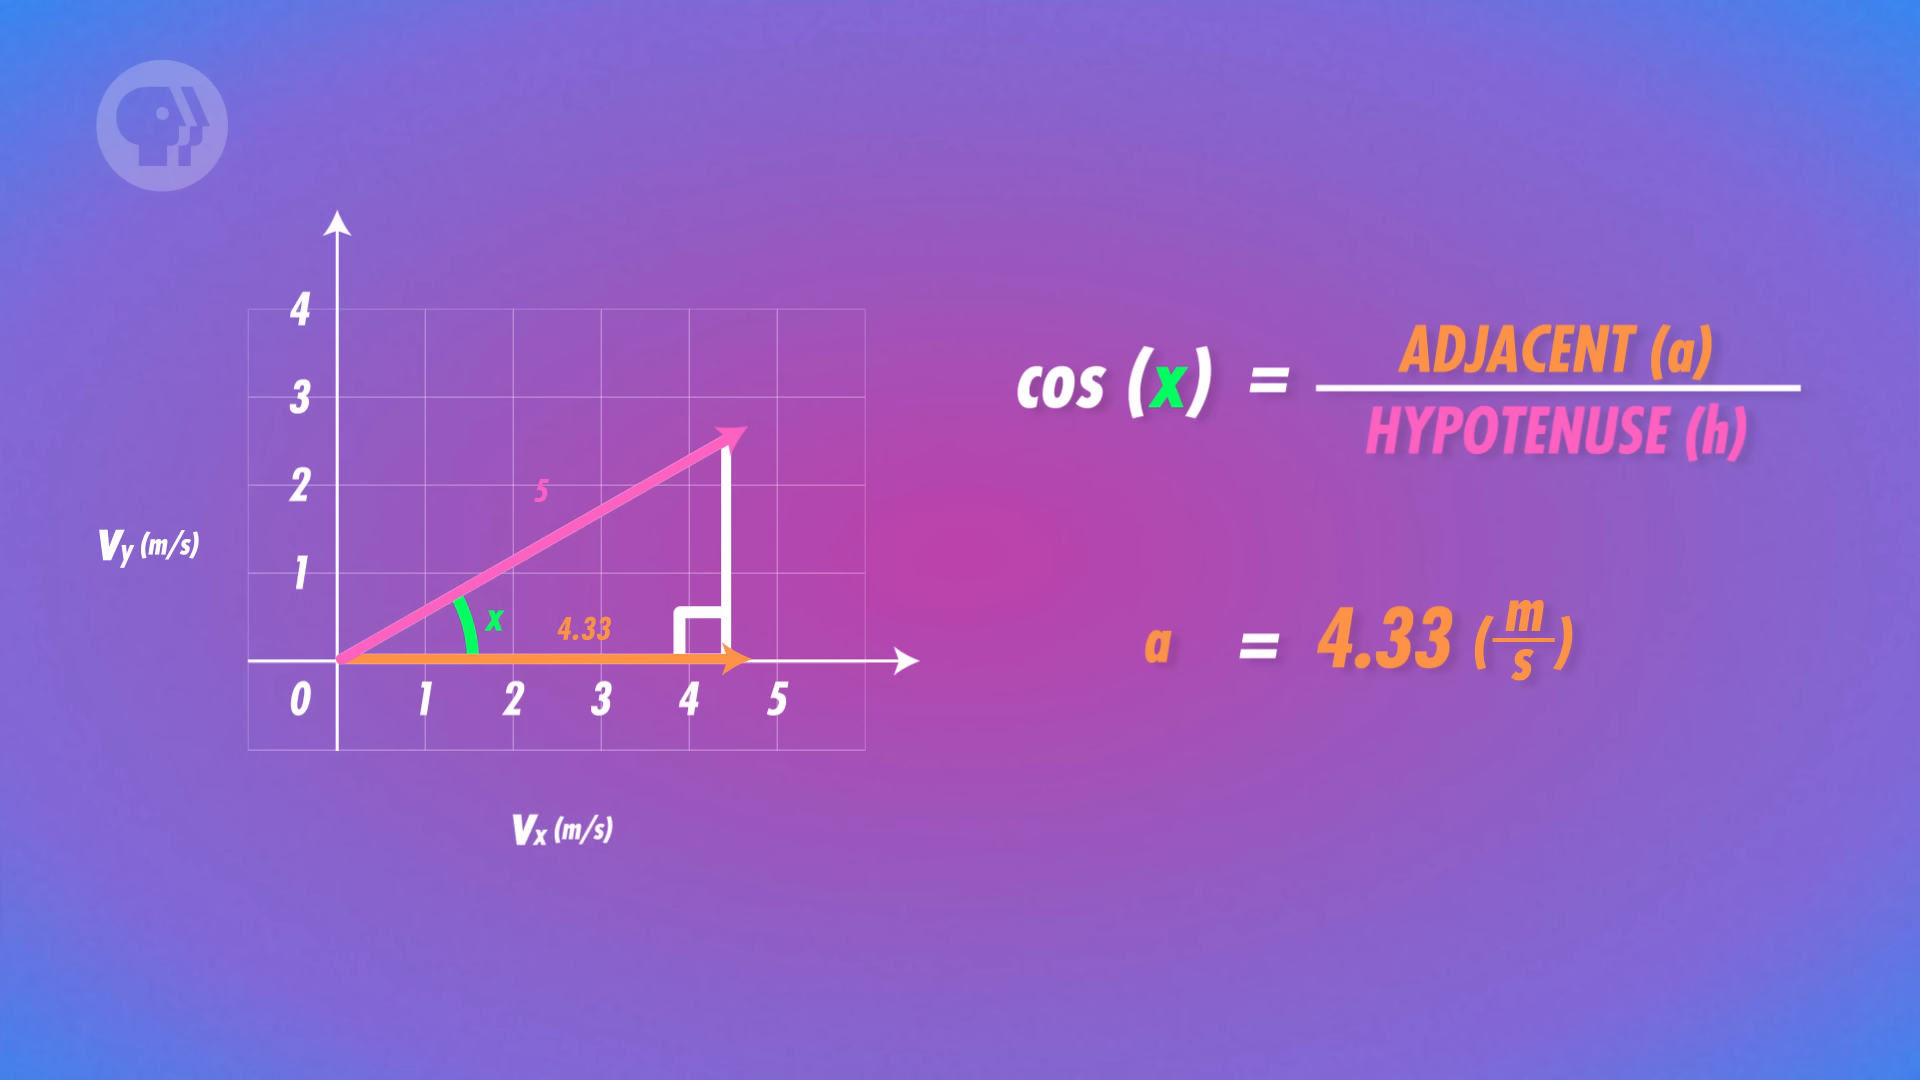 4
3
2
1
0
1 2 3 4 5
5
x
4.33
Vy (m/s)
Vx (m/s)
cos (x) = ADJACENT (a)
HYPOTENUSE (h)
a = 4.33 (m/s)